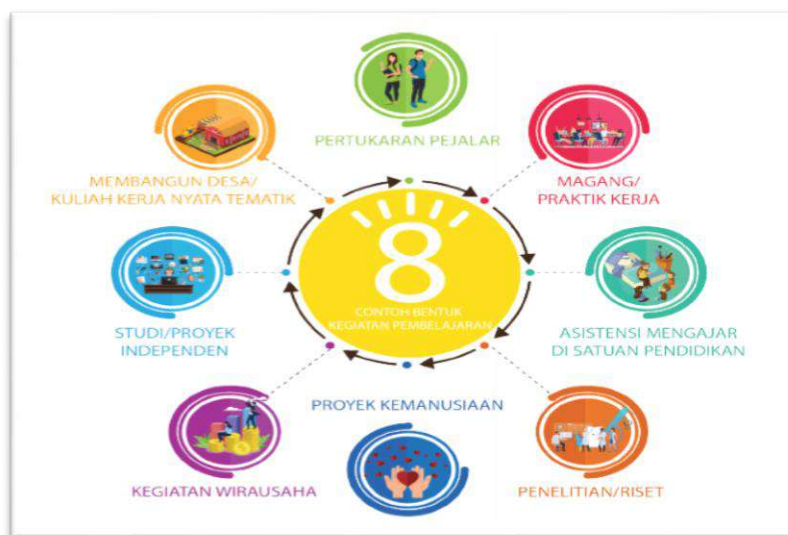 PERTUKARAN PEJALAR
MAGANG/
PRAKTIK KERJA
ASISTENSI MENGAJAR
DI SATUAN PENDIDIKAN
PENELITIAN/RISET
PROYEK KEMANUSIAAN
KEGIATAN WIRAUSAHA
STUDI/PROYEK
INDEPENDEN
MEMBANGUN DESA/
KULIAH KERJA NYATA TEMATIK
8
CONTOH BENTUK
KEGIATAN PEMBELAJARAN